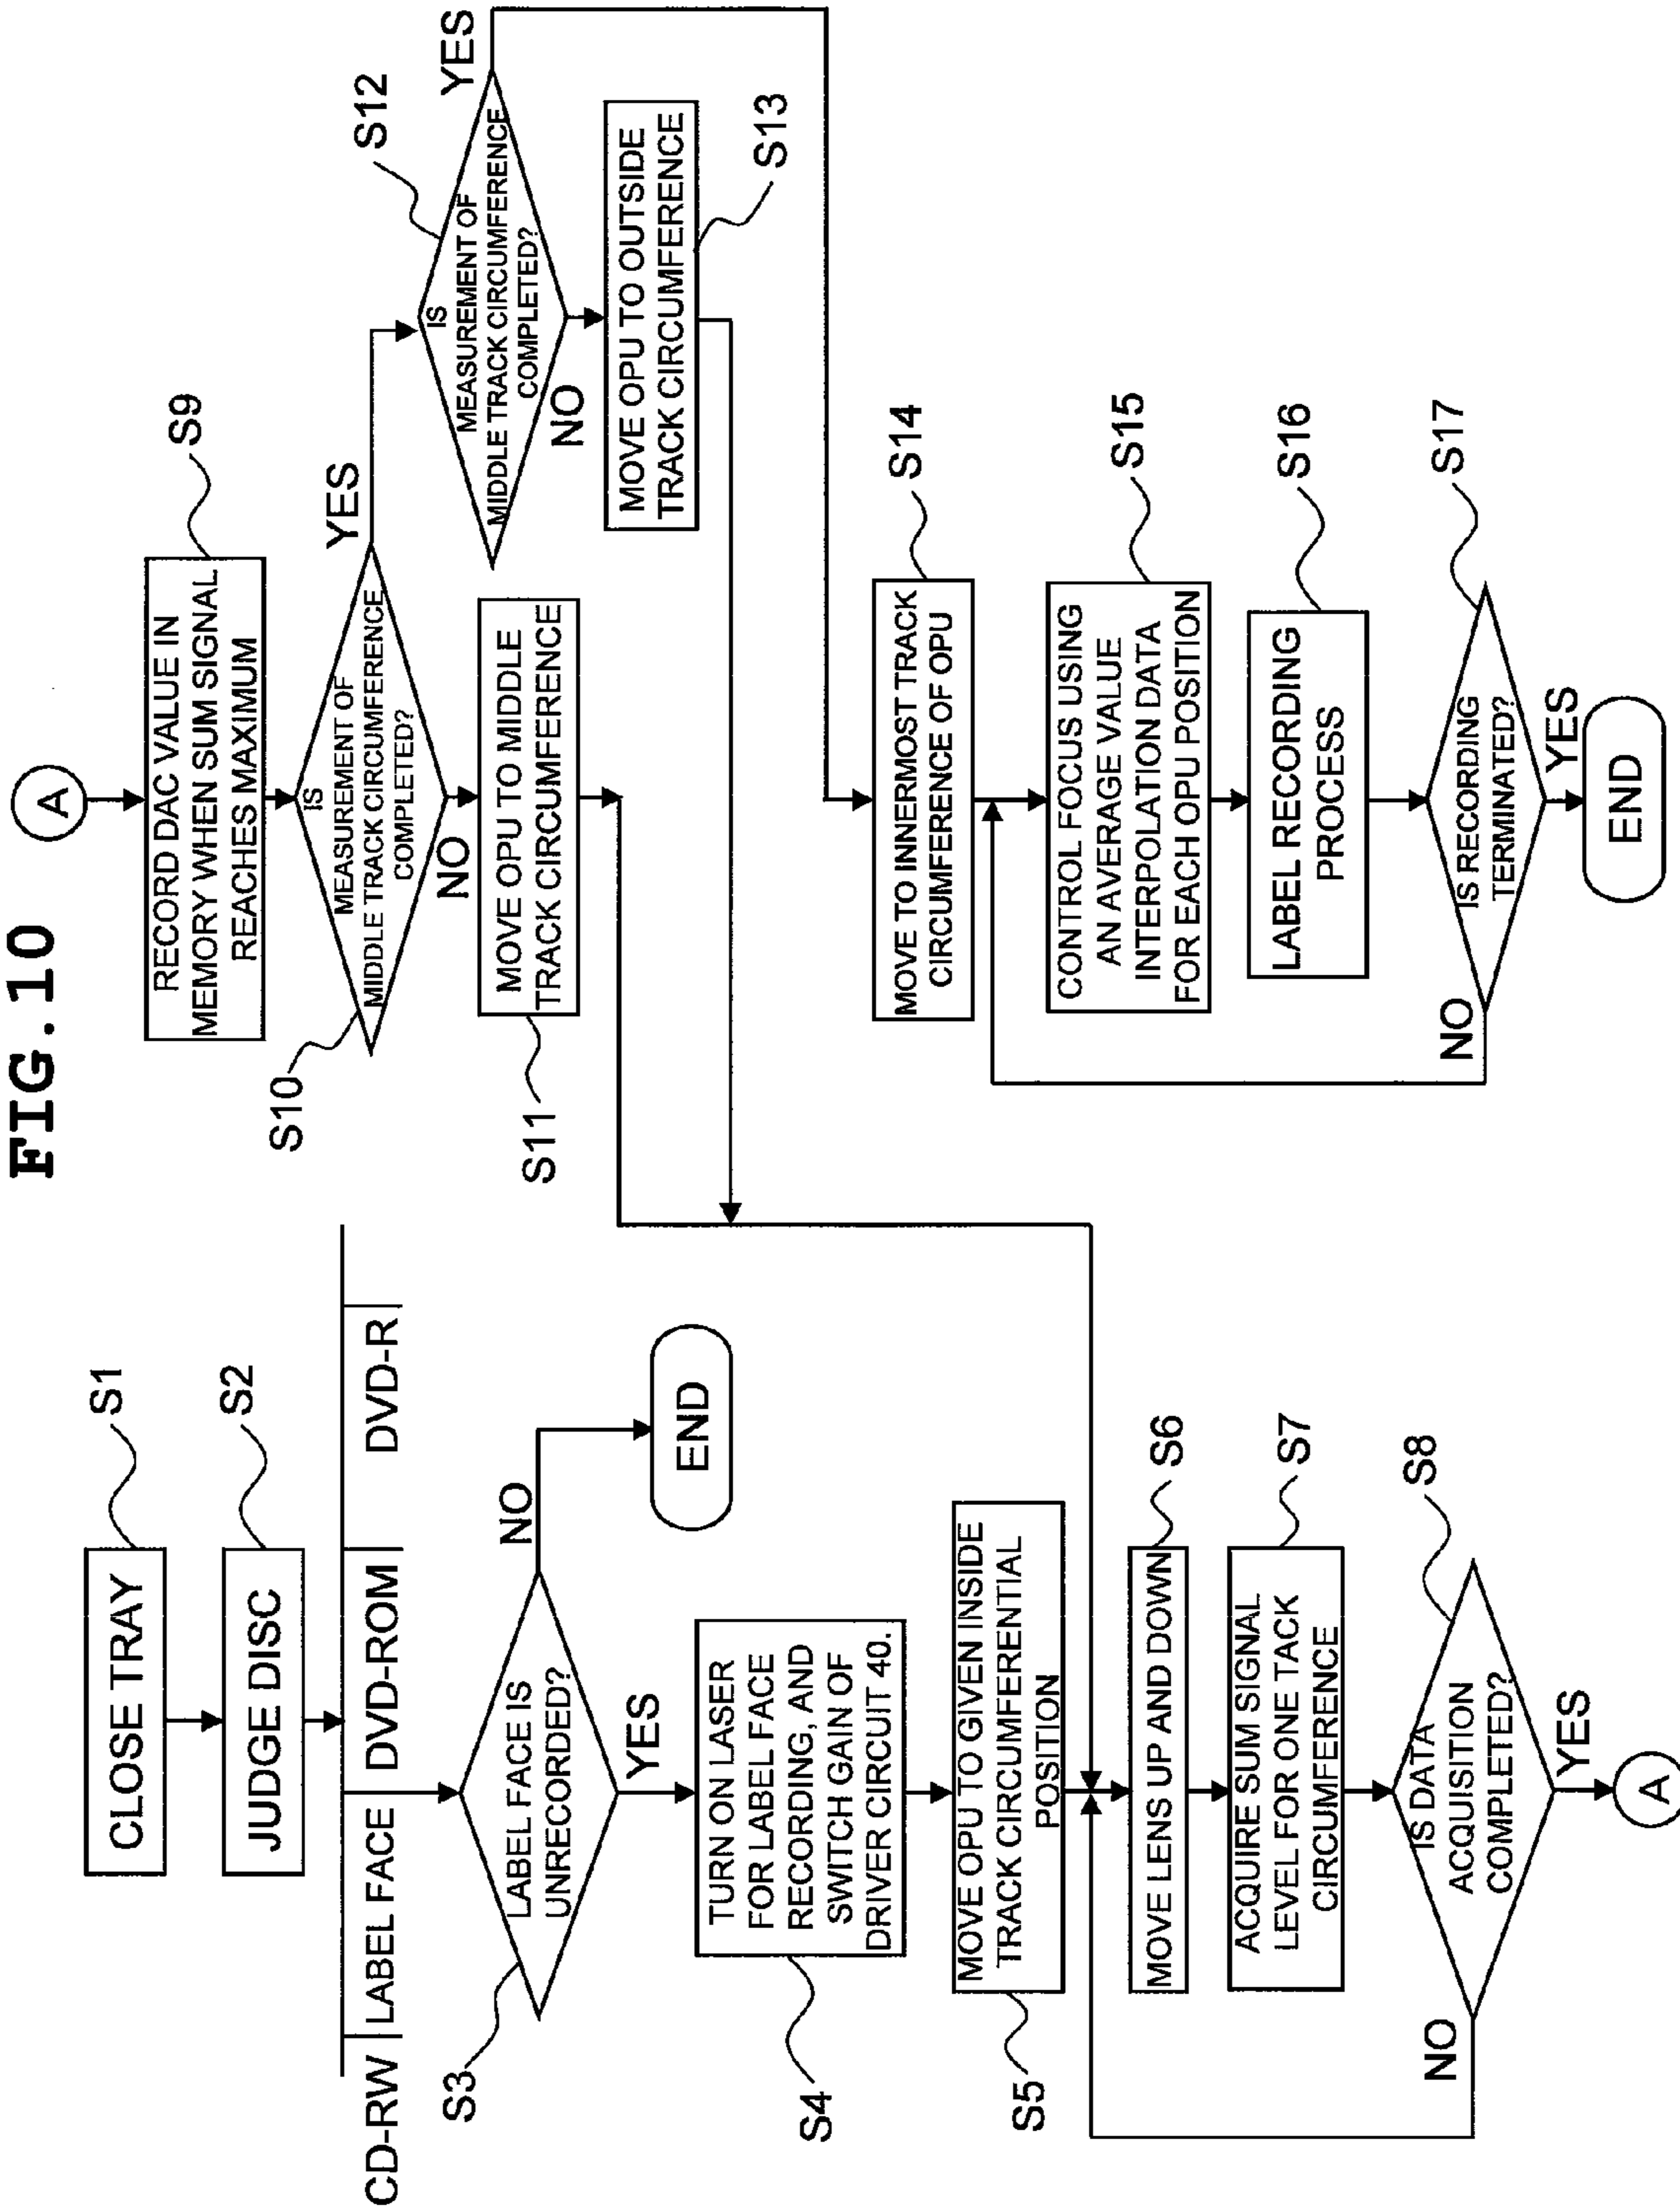 FIG.10
CLOSE TRAY
S1
JUDGE DISC
S2
CD-RW
LABEL FACE
DVD-ROM
DVD-R
LABEL FACE IS
UNRECORDED?
S3
NO
END
YES
TURN ON LASER
FOR LABEL FACE
RECORDING, AND
SWITCH GAIN OF
DRIVER CIRCUIT 40.
S4
MOVE OPU TO GIVEN INSIDE
TRACK CIRCUMFERENTIAL
POSITION
S5
MOVE LENS UP AND DOWN
S6
ACQUIRE SUM SIGNAL
LEVEL FOR ONE TACK
CIRCUMFERENCE
S7
IS DATA
ACQUISITION
COMPLETED?
S8
NO
YES
A
A
RECORD DAC VALUE IN
MEMORY WHEN SUM SIGNAL
REACHES MAXIMUM
S9
IS
MEASUREMENT OF
MIDDLE TRACK CIRCUMFERENCE
COMPLETED?
S10
YES
NO
MOVE OPU TO MIDDLE
TRACK CIRCUMFERENCE
S11
IS
MEASUREMENT OF
MIDDLE TRACK CIRCUMFERENCE
COMPLETED?
S12
YES
NO
MOVE OPU TO OUTSIDE
TRACK CIRCUMFERENCE
S13
MOVE TO INNERMOST TRACK
CIRCUMFERENCE OF OPU
S14
CONTROL FOCUS USING
AN AVERAGE VALUE
INTERPOLATION DATA
FOR EACH OPU POSITION
S15
LABEL RECORDING
PROCESS
S16
IS RECORDING
TERMINATED?
S17
NO
YES
END